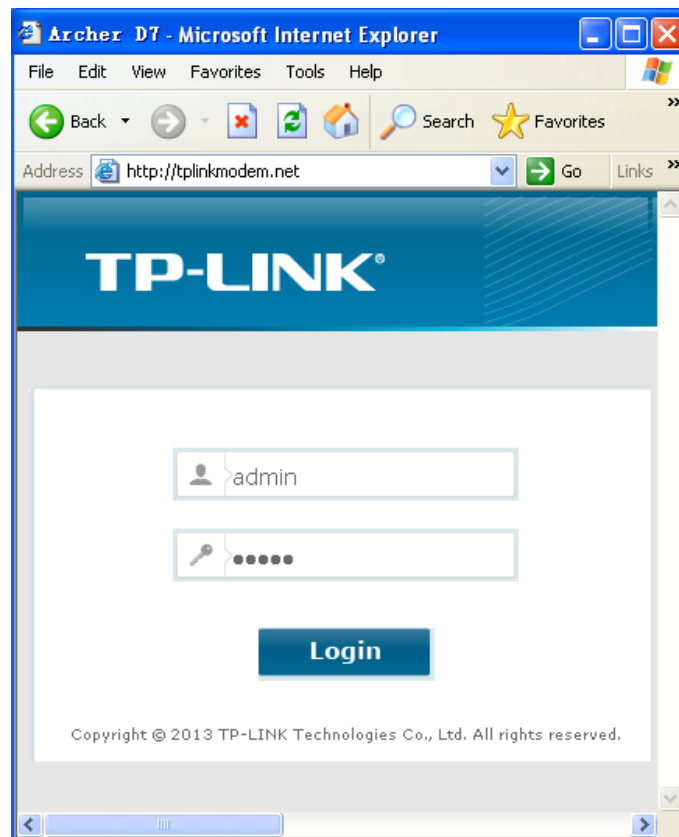 Archer D7 - Microsoft Internet Explorer
File Edit View Favorites Tools Help
Back Search Favorites »
Address http://tplinkmodem.net Go Links »
TP-LINK®
admin
●●●●●
Login
Copyright © 2013 TP-LINK Technologies Co., Ltd. All rights reserved.